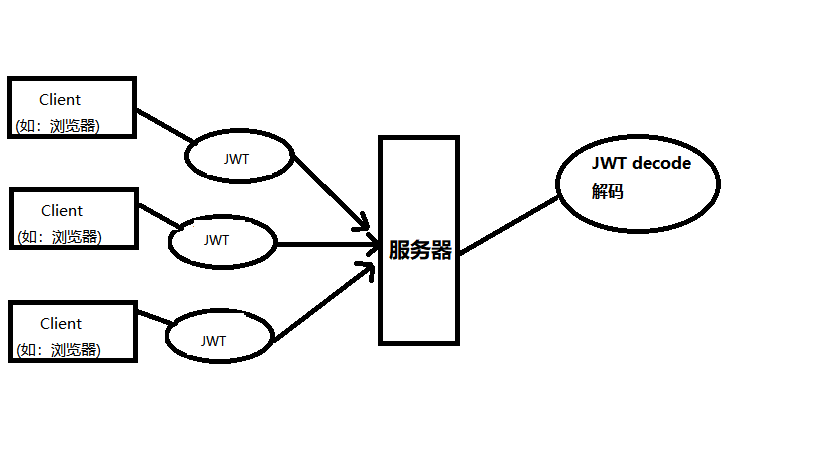 Client
(如：浏览器)
JWT
Client
(如：浏览器)
JWT
Client
(如：浏览器)
JWT
服务器
JWT decode
解码